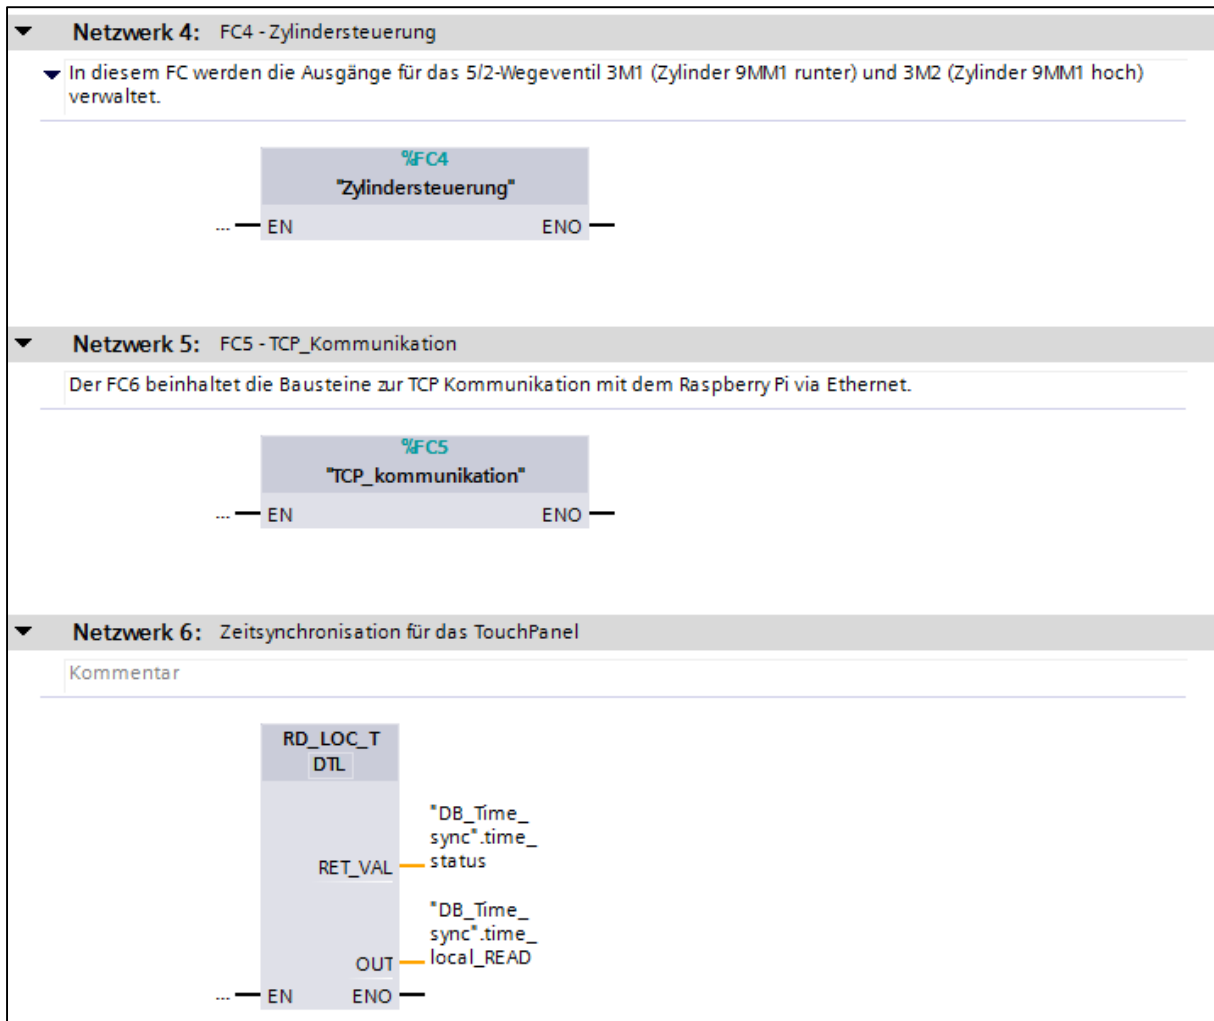 Netzwerk 4: FC4 - Zylindersteuerung
In diesem FC werden die Ausgänge für das 5/2-Wegeventil 3M1 (Zylinder 9MM1 runter) und 3M2 (Zylinder 9MM1 hoch)
verwaltet.
%FC4
"Zylindersteuerung"
... EN ENO
Netzwerk 5: FC5 - TCP_Kommunikation
Der FC6 beinhaltet die Bausteine zur TCP Kommunikation mit dem Raspberry Pi via Ethernet.
%FC5
"TCP_kommunikation"
... EN ENO
Netzwerk 6: Zeitsynchronisation für das TouchPanel
Kommentar
RD_LOC_T
DTL
"DB_Time_
sync".time_
RET_VAL status
"DB_Time_
sync".time_
OUT local_READ
... EN ENO